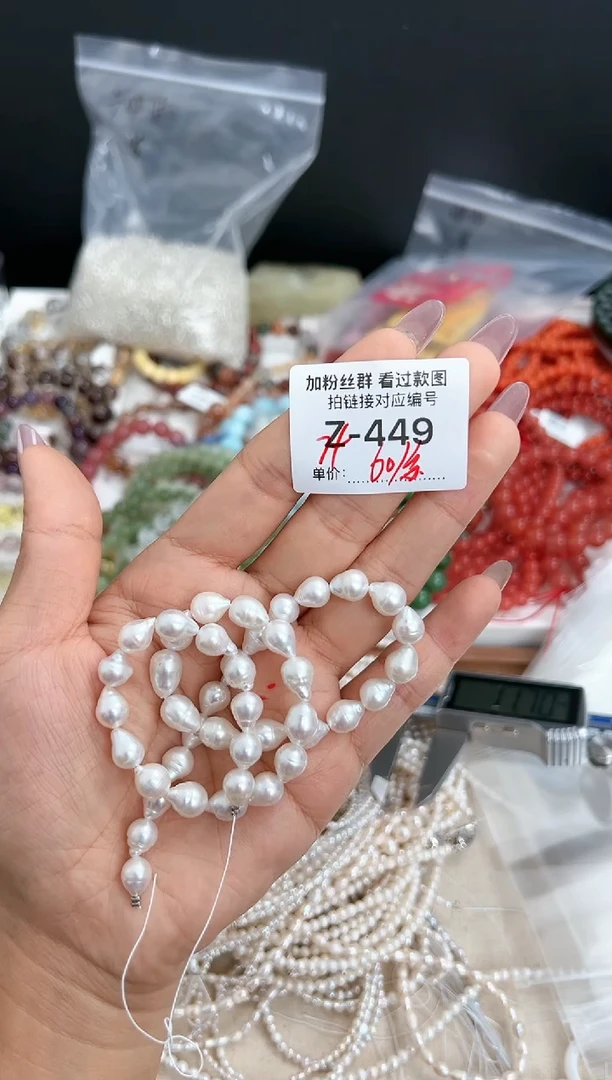 加粉丝群 看过款图
拍链接对应编号
Z-449
单价: 60/条